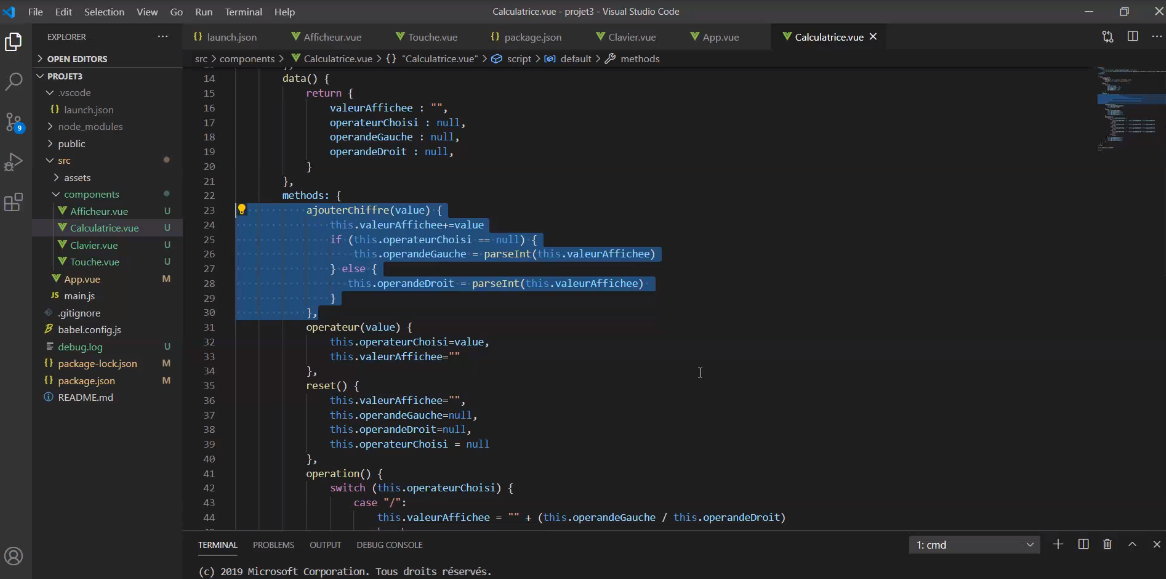 File Edit Selection View Go Run Terminal Help
Calculatrice.vue - projet3 - Visual Studio Code
EXPLORER
OPEN EDITORS
PROJET3
.vscode
launch.json
node_modules
public
src
assets
components
Afficheur.vue U
Calculatrice.vue U
Clavier.vue U
Touche.vue U
App.vue M
JS main.js
.gitignore
babel.config.js
debug.log U
package-lock.json M
package.json M
README.md
9
launch.json Afficheur.vue Touche.vue package.json Clavier.vue App.vue Calculatrice.vue
src > components > Calculatrice.vue > {} "Calculatrice.vue" > script > default > methods
14 data() {
15 return {
16 valeurAffichee : "",
17 operateurChoisi : null,
18 operandeGauche : null,
19 operandeDroit : null,
20 }
21 },
22 methods: {
23 ajouterChiffre(value) {
24 this.valeurAffichee+=value
25 if (this.operateurChoisi == null) {
26 this.operandeGauche = parseInt(this.valeurAffichee)
27 } else {
28 this.operandeDroit = parseInt(this.valeurAffichee)
29 }
30 },
31 operateur(value) {
32 this.operateurChoisi=value,
33 this.valeurAffichee=""
34 },
35 reset() {
36 this.valeurAffichee="",
37 this.operandeGauche=null,
38 this.operandeDroit=null,
39 this.operateurChoisi = null
40 },
41 operation() {
42 switch (this.operateurChoisi) {
43 case "/":
44 this.valeurAffichee = "" + (this.operandeGauche / this.operandeDroit)
TERMINAL PROBLEMS OUTPUT DEBUG CONSOLE
1: cmd
(c) 2019 Microsoft Corporation. Tous droits réservés.